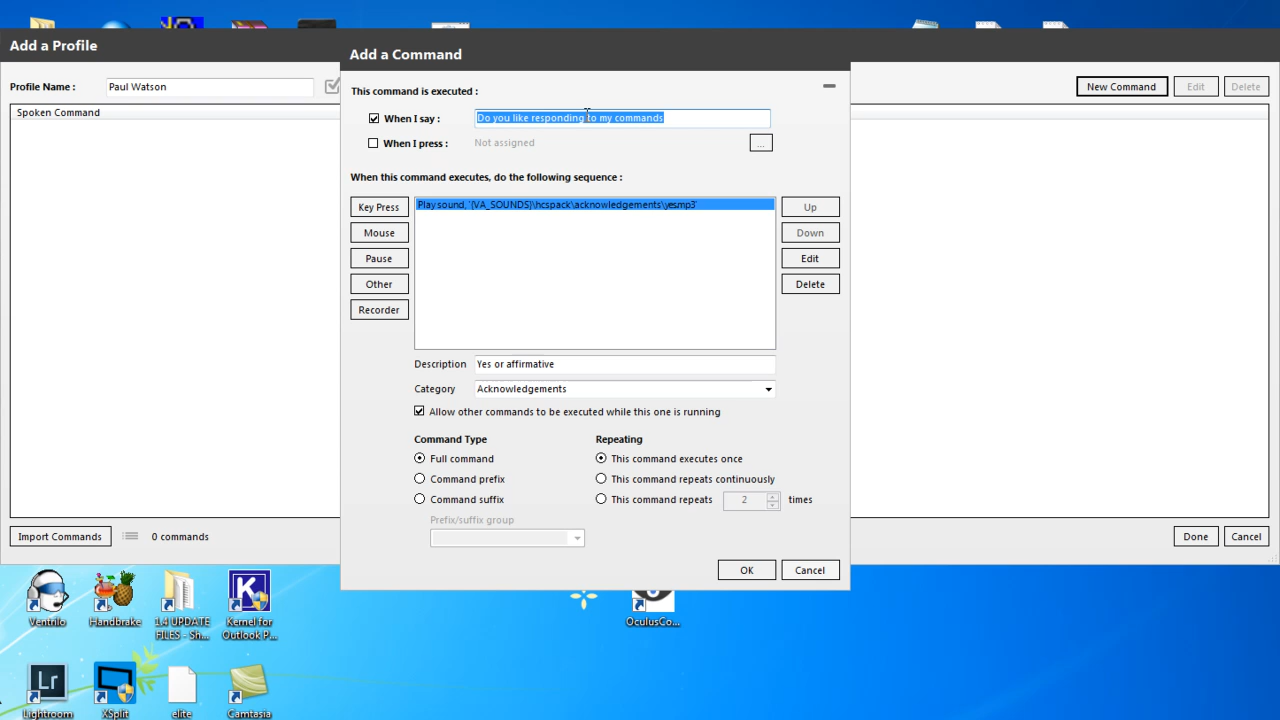 Add a Profile
Add a Command
Profile Name : Paul Watson
New Command Edit Delete
Spoken Command
This command is executed :
When I say : Do you like responding to my commands
When I press : Not assigned ...
When this command executes, do the following sequence :
Key Press
Mouse
Pause
Other
Recorder
Play sound, '{VA_SOUNDS}\hcspack\acknowledgements\yes.mp3'
Up
Down
Edit
Delete
Description Yes or affirmative
Category Acknowledgements
Allow other commands to be executed while this one is running
Command Type
Full command
Command prefix
Command suffix
Prefix/suffix group
Repeating
This command executes once
This command repeats continuously
This command repeats 2 times
OK Cancel
Import Commands 0 commands
Done Cancel
Ventrilo
Handbrake
1.4 UPDATE
FILES - Sh...
Kernel for
Outlook P...
OculusCo...
Lightroom
XSplit
elite
Camtasia